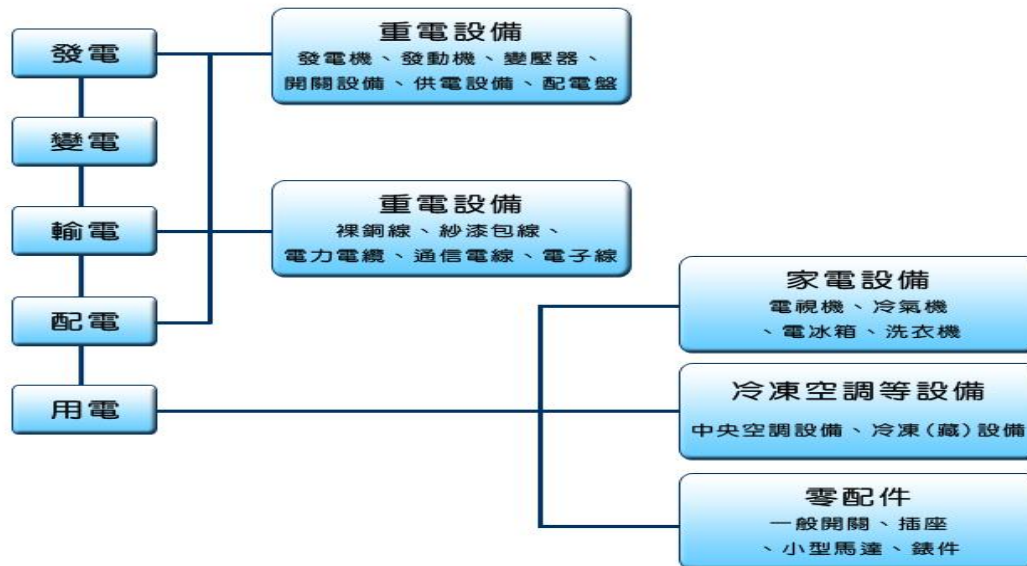 發電
變電
輸電
配電
用電
重電設備
發電機、發動機、變壓器、
開關設備、供電設備、配電盤
重電設備
裸銅線、紗漆包線、
電力電纜、通信電線、電子線
家電設備
電視機、冷氣機
、電冰箱、洗衣機
冷凍空調等設備
中央空調設備、冷凍(藏)設備
零配件
一般開關、插座
、小型馬達、錶件